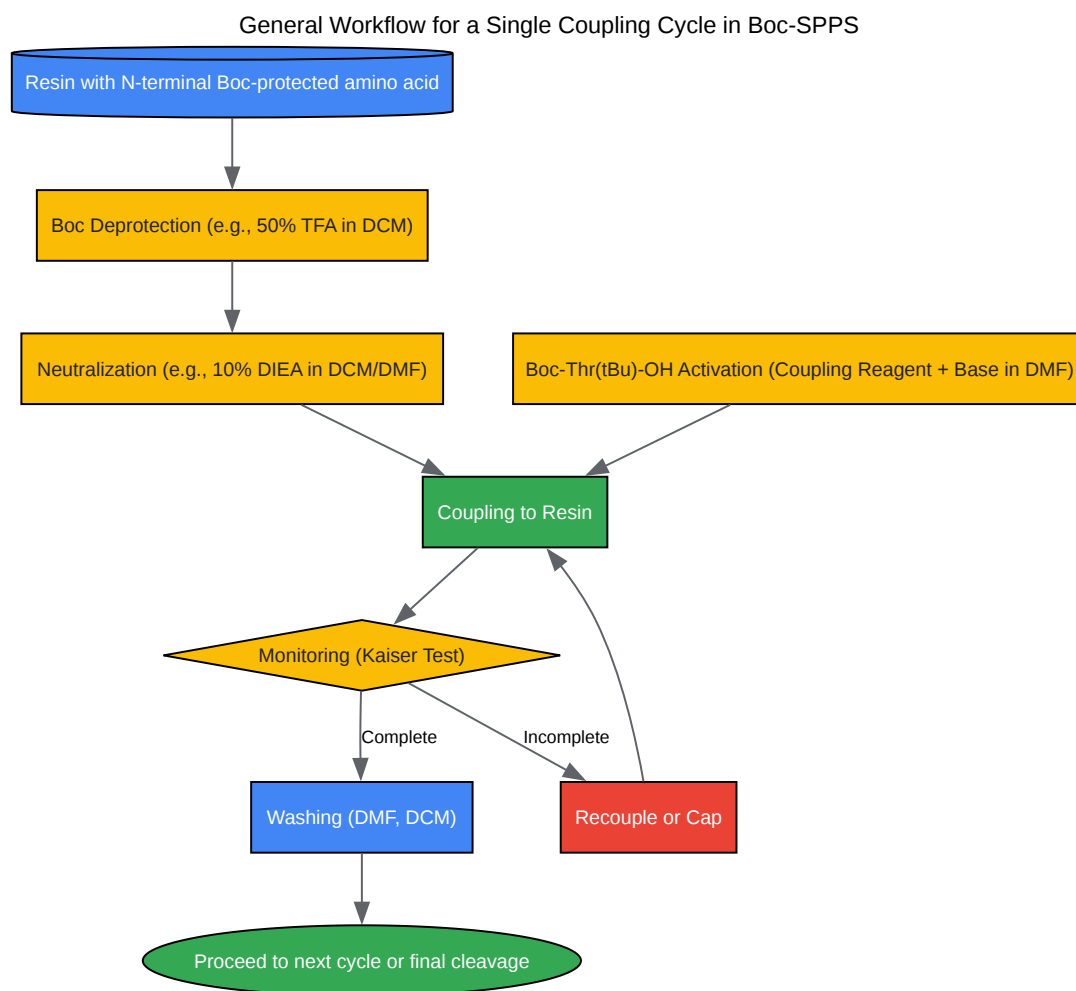 General Workflow for a Single Coupling Cycle in Boc-SPPS
Resin with N-terminal Boc-protected amino acid
Boc Deprotection (e.g., 50% TFA in DCM)
Neutralization (e.g., 10% DIEA in DCM/DMF)
Boc-Thr(tBu)-OH Activation (Coupling Reagent + Base in DMF)
Coupling to Resin
Monitoring (Kaiser Test)
Complete
Incomplete
Washing (DMF, DCM)
Recouple or Cap
Proceed to next cycle or final cleavage